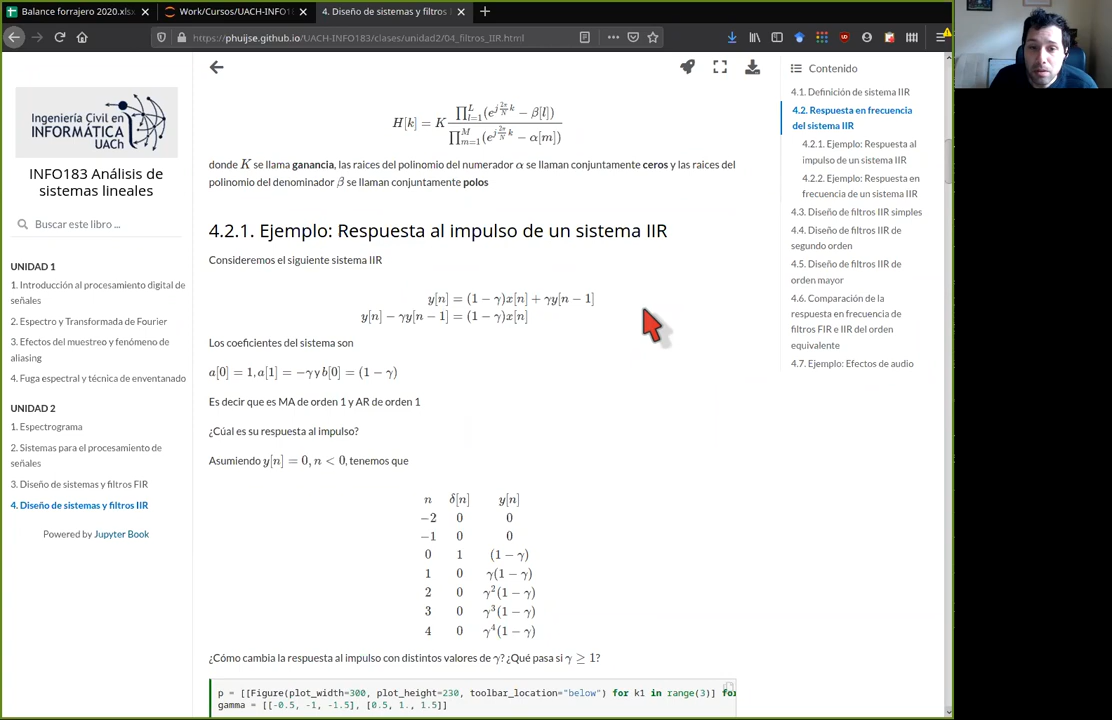 Balance forrajero 2020.xlsx
Work/Cursos/UACH-INFO1
4. Diseño de sistemas y filtros
https://phuijse.github.io/UACH-INFO183/clases/unidad2/04_filtros_IIR.html
Ingeniería Civil en
INFORMÁTICA
UACh
INFO183 Análisis de
sistemas lineales
Buscar este libro ...
UNIDAD 1
1. Introducción al procesamiento digital de
señales
2. Espectro y Transformada de Fourier
3. Efectos del muestreo y fenómeno de
aliasing
4. Fuga espectral y técnica de enventanado
UNIDAD 2
1. Espectrograma
2. Sistemas para el procesamiento de
señales
3. Diseño de sistemas y filtros FIR
4. Diseño de sistemas y filtros IIR
Powered by Jupyter Book
H[k] = K \frac{\prod_{l=1}^{L}(e^{j\frac{2\pi}{N}k} − β[l])}{\prod_{m=1}^{M}(e^{j\frac{2\pi}{N}k} − α[m])}
donde K se llama ganancia, las raices del polinomio del numerador α se llaman conjuntamente ceros y las raices del
polinomio del denominador β se llaman conjuntamente polos
4.2.1. Ejemplo: Respuesta al impulso de un sistema IIR
Consideremos el siguiente sistema IIR
y[n] = (1 − γ)x[n] + γy[n − 1]
y[n] − γy[n − 1] = (1 − γ)x[n]
Los coeficientes del sistema son
a[0] = 1, a[1] = −γ y b[0] = (1 − γ)
Es decir que es MA de orden 1 y AR de orden 1
¿Cúal es su respuesta al impulso?
Asumiendo y[n] = 0, n < 0, tenemos que
n δ[n] y[n]
−2 0 0
−1 0 0
0 1 (1 − γ)
1 0 γ(1 − γ)
2 0 γ²(1 − γ)
3 0 γ³(1 − γ)
4 0 γ⁴(1 − γ)
¿Cómo cambia la respuesta al impulso con distintos valores de γ? ¿Qué pasa si γ ≥ 1?
p = [[Figure(plot_width=300, plot_height=230, toolbar_location="below") for k1 in range(3)] for
gamma = [[-0.5, -1, -1.5], [0.5, 1., 1.5]]
Contenido
4.1. Definición de sistema IIR
4.2. Respuesta en frecuencia
del sistema IIR
4.2.1. Ejemplo: Respuesta al
impulso de un sistema IIR
4.2.2. Ejemplo: Respuesta en
frecuencia de un sistema IIR
4.3. Diseño de filtros IIR simples
4.4. Diseño de filtros IIR de
segundo orden
4.5. Diseño de filtros IIR de
orden mayor
4.6. Comparación de la
respuesta en frecuencia de
filtros FIR e IIR del orden
equivalente
4.7. Ejemplo: Efectos de audio